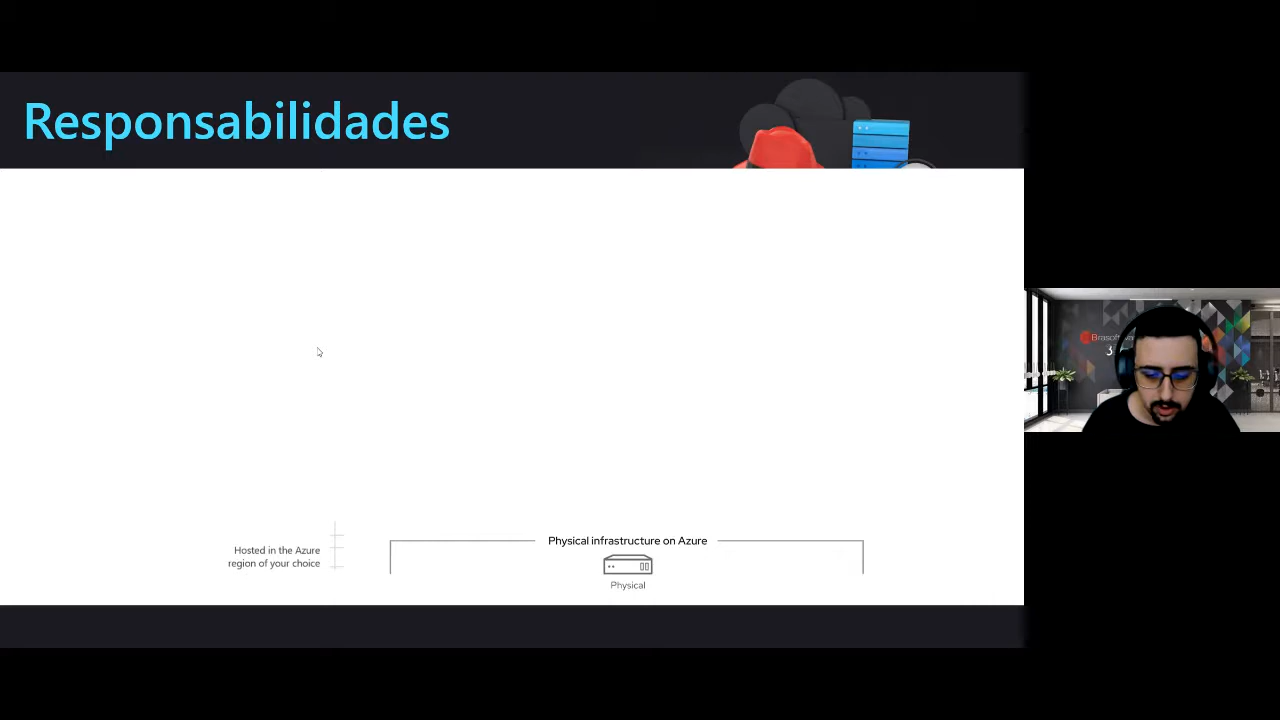 Responsabilidades
Hosted in the Azure
region of your choice
Physical infrastructure on Azure
Physical